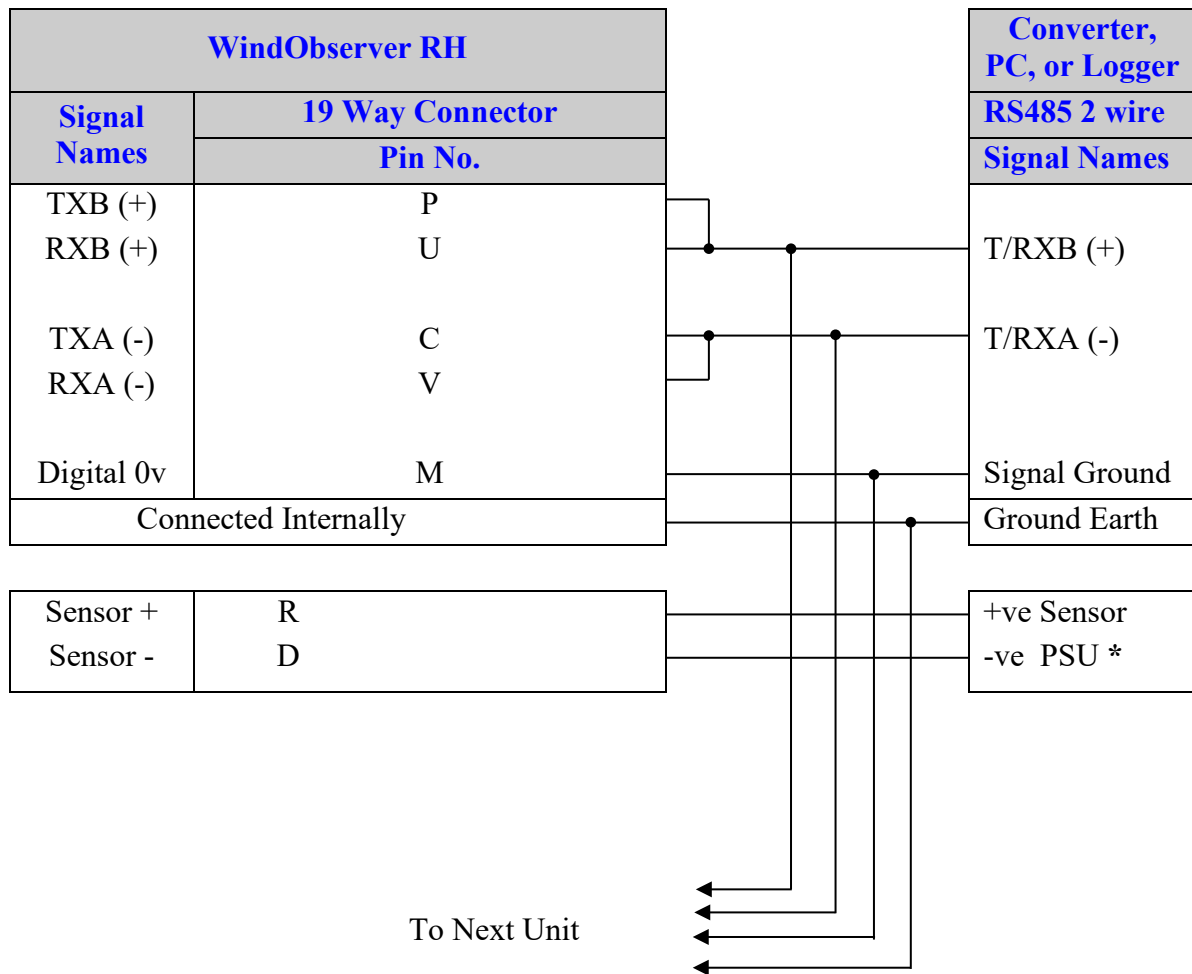 WindObserver RH
Converter,
PC, or Logger
Signal
Names
19 Way Connector
RS485 2 wire
Pin No.
Signal Names
TXB (+) P
RXB (+) U T/RXB (+)
TXA (-) C T/RXA (-)
RXA (-) V
Digital 0v M Signal Ground
Connected Internally Ground Earth
Sensor + R +ve Sensor
Sensor - D -ve PSU *
To Next Unit